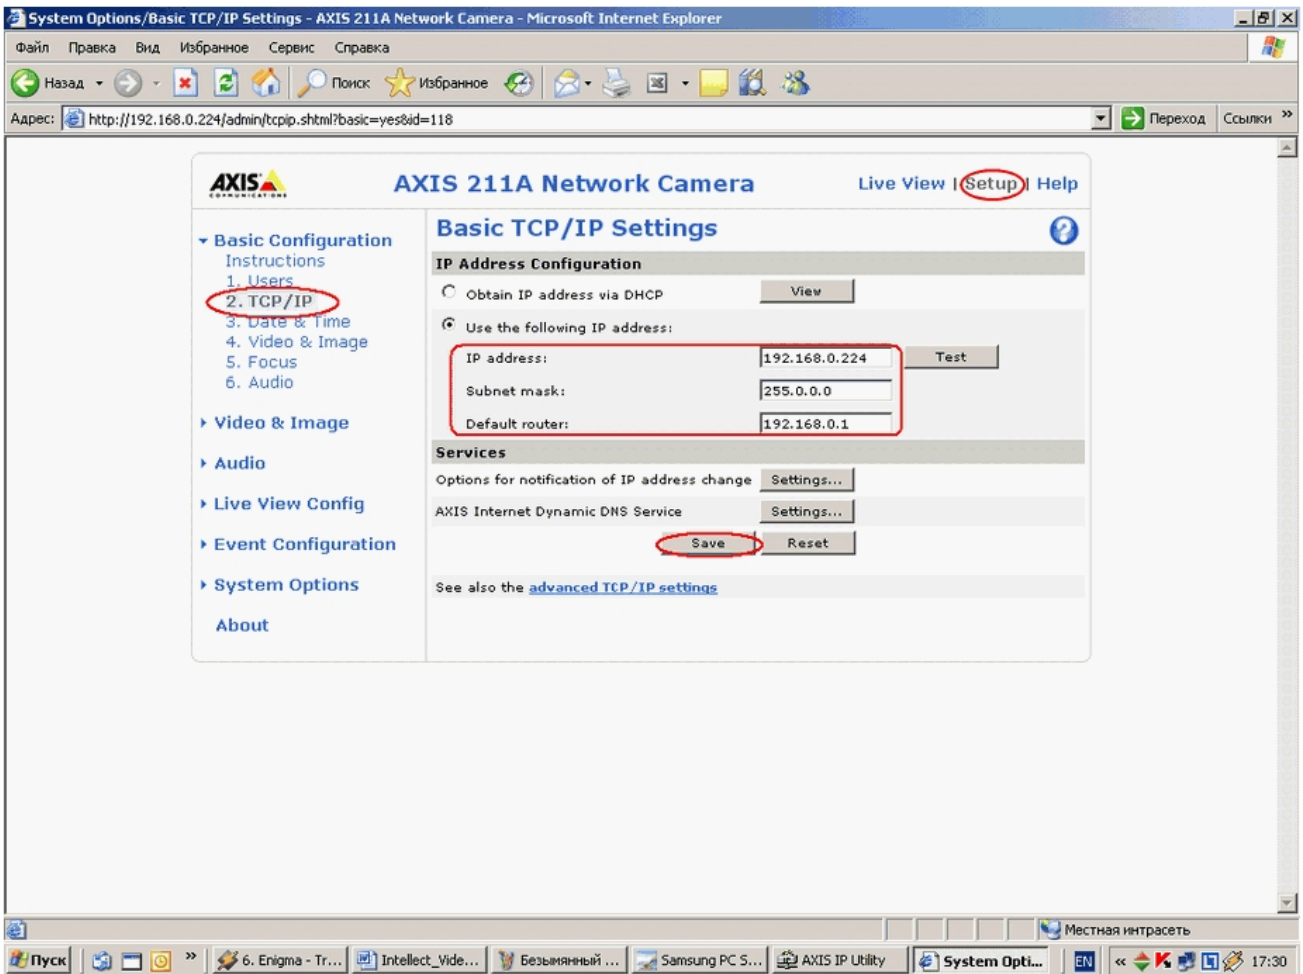 System Options/Basic TCP/IP Settings - AXIS 211A Network Camera - Microsoft Internet Explorer
Файл Правка Вид Избранное Сервис Справка
Назад Поиск Избранное
Адрес: http://192.168.0.224/admin/tcpip.shtml?basic=yes&id=118 Переход Ссылки »
AXIS COMMUNICATIONS
AXIS 211A Network Camera
Live View | Setup | Help
Basic Configuration
Instructions
1. Users
2. TCP/IP
3. Date & Time
4. Video & Image
5. Focus
6. Audio
Video & Image
Audio
Live View Config
Event Configuration
System Options
About
Basic TCP/IP Settings
IP Address Configuration
Obtain IP address via DHCP View
Use the following IP address:
IP address: 192.168.0.224 Test
Subnet mask: 255.0.0.0
Default router: 192.168.0.1
Services
Options for notification of IP address change Settings...
AXIS Internet Dynamic DNS Service Settings...
Save Reset
See also the advanced TCP/IP settings
Местная интрасеть
Пуск » 6. Enigma - Tr... Intellect_Vide... Безымянный ... Samsung PC S... AXIS IP Utility System Opti... EN « 17:30